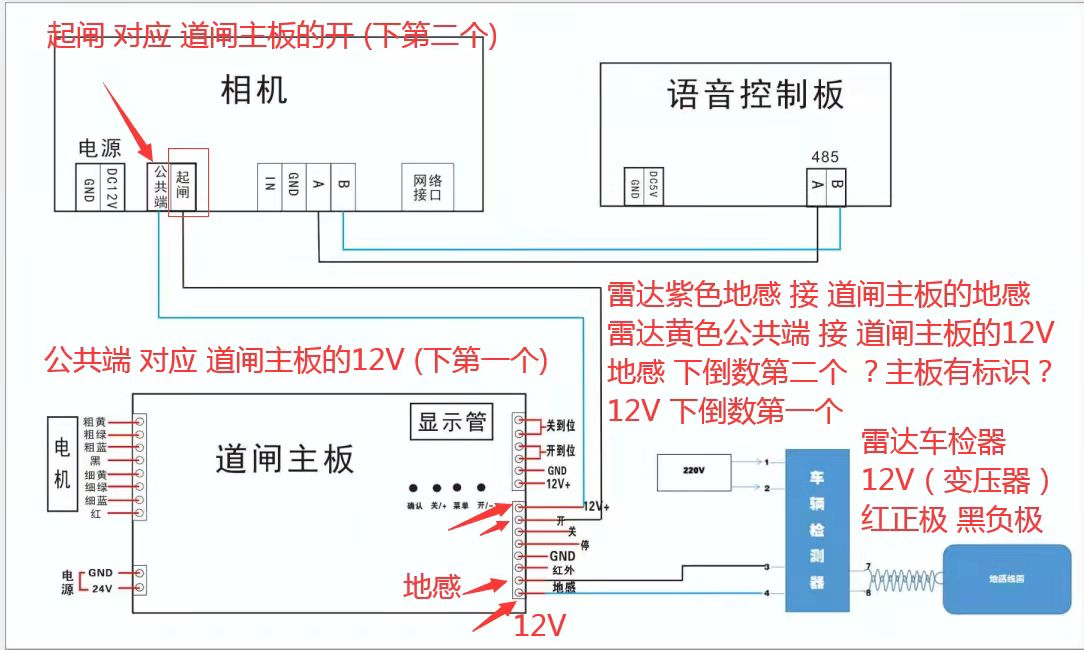 起闸 对应 道闸主板的开 (下第二个)
相机
语音控制板
电源
GND
DC12V
公共端
起闸
IN
GND
A
B
网络
接口
485
GND
DC5V
A
B
雷达紫色地感 接 道闸主板的地感
雷达黄色公共端 接 道闸主板的12V
地感 下倒数第二个 ？主板有标识？
12V 下倒数第一个
公共端 对应 道闸主板的12V (下第一个)
电机
粗黄
粗绿
粗蓝
黑
细黄
细绿
细蓝
红
道闸主板
显示管
确认 关/+ 菜单 开/-
关到位
开到位
GND
12V+
12V+
开
关
停
GND
红外
地感
电源
GND
24V
地感
12V
220V
1
2
3
4
车辆检测器
7
8
地感线圈
雷达车检器
12V（变压器）
红正极 黑负极